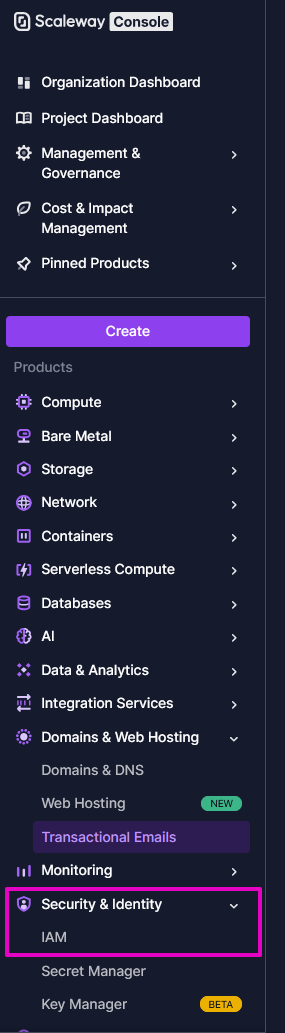 Scaleway Console
Organization Dashboard
Project Dashboard
Management &
Governance
Cost & Impact
Management
Pinned Products
Create
Products
Compute
Bare Metal
Storage
Network
Containers
Serverless Compute
Databases
AI
Data & Analytics
Integration Services
Domains & Web Hosting
Domains & DNS
Web Hosting NEW
Transactional Emails
Monitoring
Security & Identity
IAM
Secret Manager
Key Manager BETA